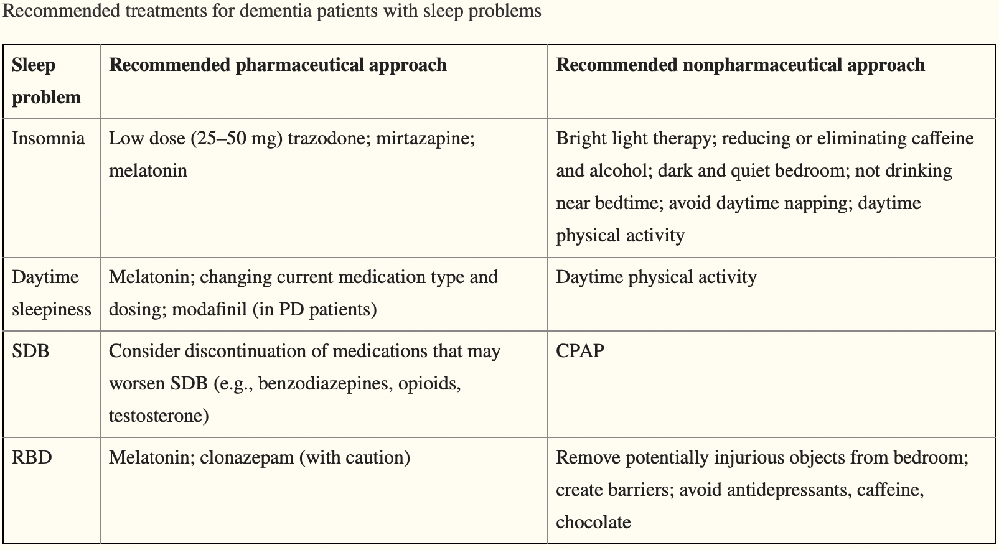 Recommended treatments for dementia patients with sleep problems
Sleep
problem
Recommended pharmaceutical approach
Recommended nonpharmaceutical approach
Insomnia
Low dose (25–50 mg) trazodone; mirtazapine;
melatonin
Bright light therapy; reducing or eliminating caffeine
and alcohol; dark and quiet bedroom; not drinking
near bedtime; avoid daytime napping; daytime
physical activity
Daytime
sleepiness
Melatonin; changing current medication type and
dosing; modafinil (in PD patients)
Daytime physical activity
SDB
Consider discontinuation of medications that may
worsen SDB (e.g., benzodiazepines, opioids,
testosterone)
CPAP
RBD
Melatonin; clonazepam (with caution)
Remove potentially injurious objects from bedroom;
create barriers; avoid antidepressants, caffeine,
chocolate